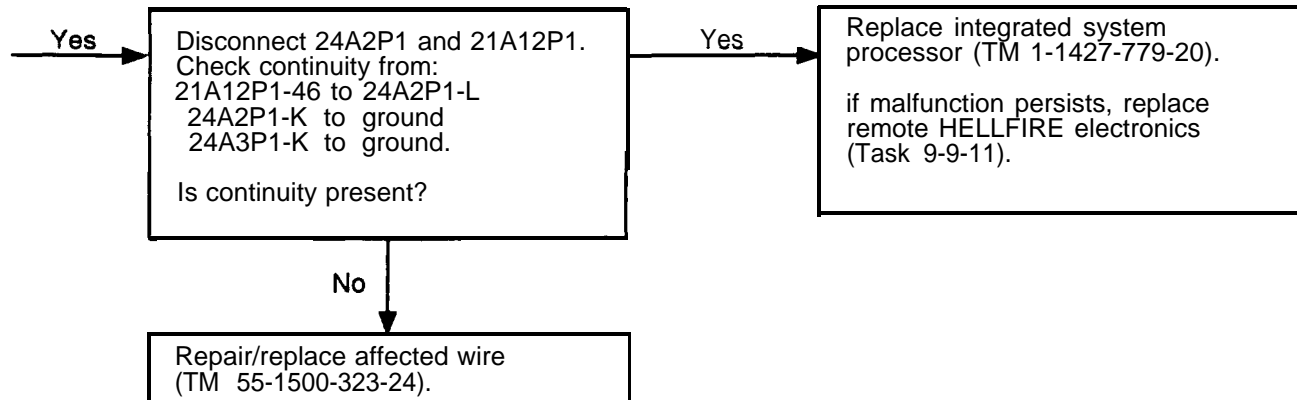 Yes
Disconnect 24A2P1 and 21A12P1.
Check continuity from:
21A12P1-46 to 24A2P1-L
24A2P1-K to ground
24A3P1-K to ground.
Is continuity present?
Yes
Replace integrated system
processor (TM 1-1427-779-20).
if malfunction persists, replace
remote HELLFIRE electronics
(Task 9-9-11).
No
Repair/replace affected wire
(TM 55-1500-323-24).